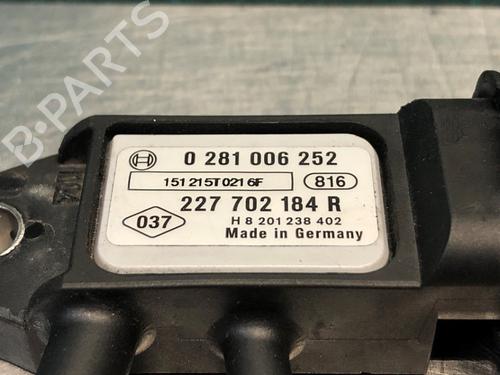 B-PARTS
0 281 006 252
151215T0216F 816
227 702 184 R
037
H 8 201 238 402
Made in Germany